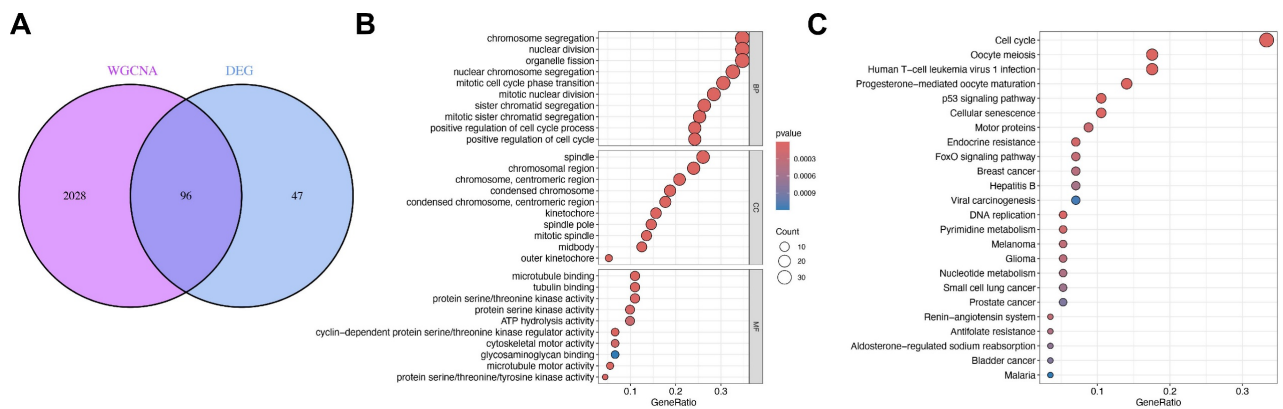 A
WGCNA
DEG
2028
96
47
B
chromosome segregation
nuclear division
organelle fission
nuclear chromosome segregation
mitotic cell cycle phase transition
mitotic nuclear division
sister chromatid segregation
mitotic sister chromatid segregation
positive regulation of cell cycle process
positive regulation of cell cycle
BP
spindle
chromosomal region
chromosome, centromeric region
condensed chromosome
condensed chromosome, centromeric region
kinetochore
spindle pole
mitotic spindle
midbody
outer kinetochore
CC
microtubule binding
tubulin binding
protein serine/threonine kinase activity
protein serine kinase activity
ATP hydrolysis activity
cyclin−dependent protein serine/threonine kinase regulator activity
cytoskeletal motor activity
glycosaminoglycan binding
microtubule motor activity
protein serine/threonine/tyrosine kinase activity
MF
0.1 0.2 0.3
GeneRatio
pvalue
0.0003
0.0006
0.0009
Count
10
20
30
C
Cell cycle
Oocyte meiosis
Human T−cell leukemia virus 1 infection
Progesterone−mediated oocyte maturation
p53 signaling pathway
Cellular senescence
Motor proteins
Endocrine resistance
FoxO signaling pathway
Breast cancer
Hepatitis B
Viral carcinogenesis
DNA replication
Pyrimidine metabolism
Melanoma
Glioma
Nucleotide metabolism
Small cell lung cancer
Prostate cancer
Renin−angiotensin system
Antifolate resistance
Aldosterone−regulated sodium reabsorption
Bladder cancer
Malaria
0.1 0.2 0.3
GeneRatio